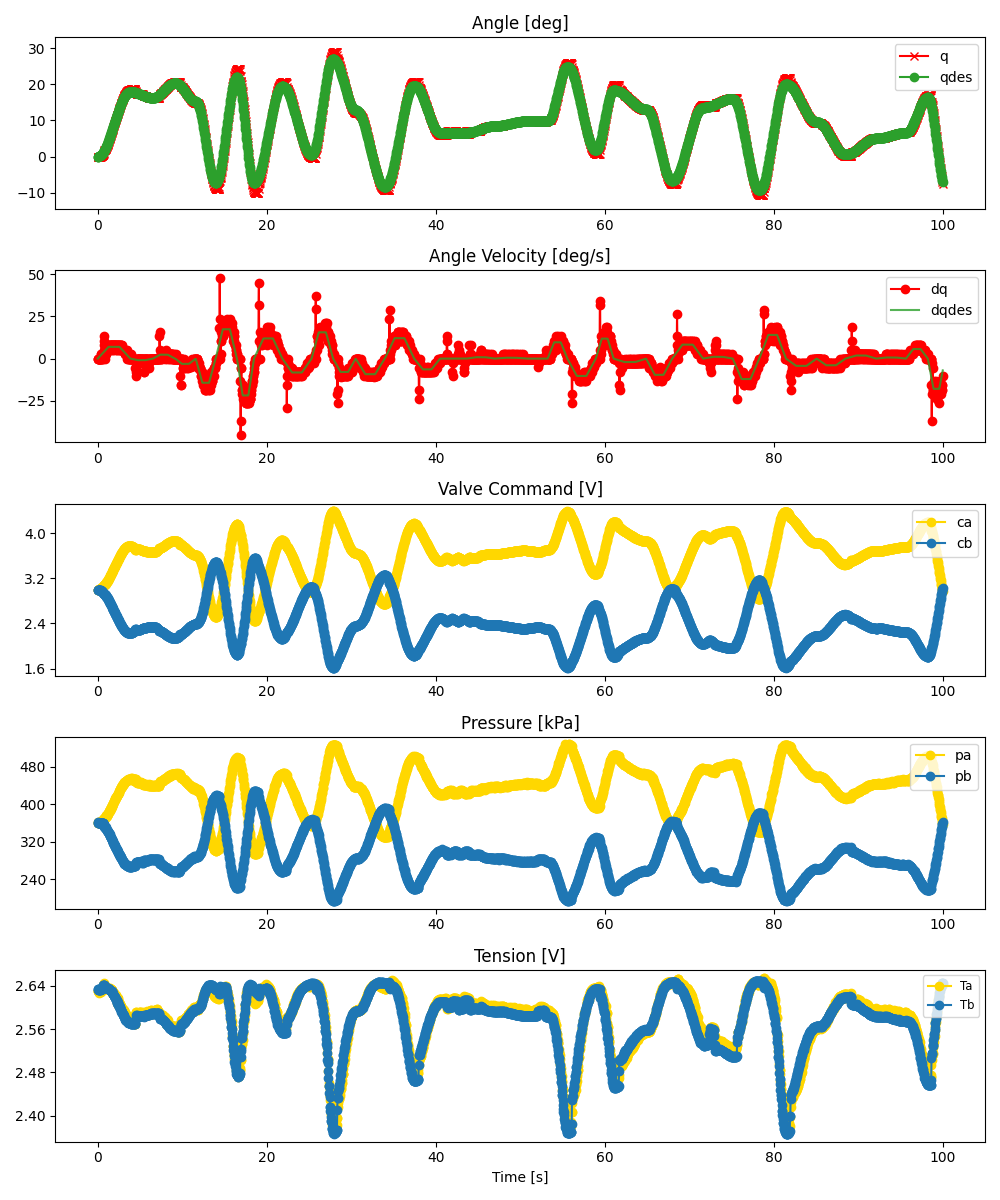 Angle [deg]
30
20
10
0
−10
q
qdes
0 20 40 60 80 100
Angle Velocity [deg/s]
50
25
0
−25
dq
dqdes
0 20 40 60 80 100
Valve Command [V]
4.0
3.2
2.4
1.6
ca
cb
0 20 40 60 80 100
Pressure [kPa]
480
400
320
240
pa
pb
0 20 40 60 80 100
Tension [V]
2.64
2.56
2.48
2.40
Ta
Tb
0 20 40 60 80 100
Time [s]